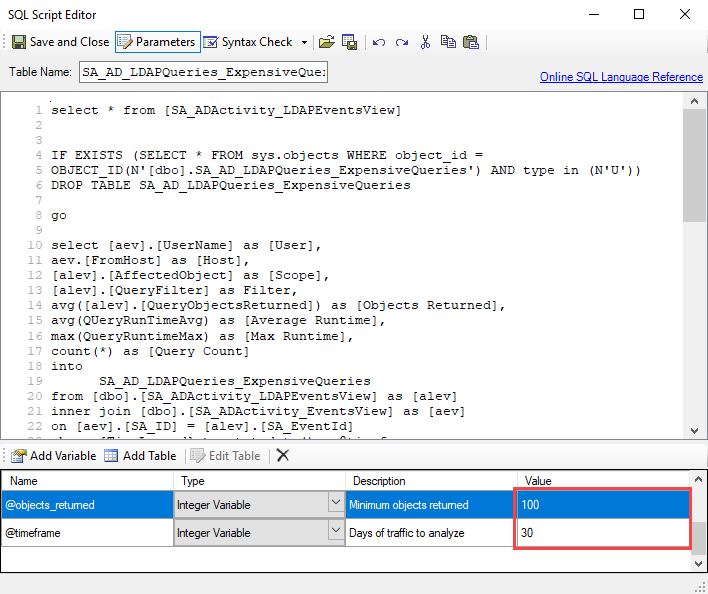 SQL Script Editor
Save and Close Parameters Syntax Check
Table Name: SA_AD_LDAPQueries_ExpensiveQue
Online SQL Language Reference
1 select * from [SA_ADActivity_LDAPEventsView]
2
3
4 IF EXISTS (SELECT * FROM sys.objects WHERE object_id =
5 OBJECT_ID(N'[dbo].SA_AD_LDAPQueries_ExpensiveQueries') AND type in (N'U'))
6 DROP TABLE SA_AD_LDAPQueries_ExpensiveQueries
7
8 go
9
10 select [aev].[UserName] as [User],
11 aev.[FromHost] as [Host],
12 [alev].[AffectedObject] as [Scope],
13 [alev].[QueryFilter] as Filter,
14 avg([alev].[QueryObjectsReturned]) as [Objects Returned],
15 avg(QUeryRunTimeAvg) as [Average Runtime],
16 max(QueryRuntimeMax) as [Max Runtime],
17 count(*) as [Query Count]
18 into
19 SA_AD_LDAPQueries_ExpensiveQueries
20 from [dbo].[SA_ADActivity_LDAPEventsView] as [alev]
21 inner join [dbo].[SA_ADActivity_EventsView] as [aev]
22 on [aev].[SA_ID] = [alev].[SA_EventId]
Add Variable Add Table Edit Table
Name Type Description Value
@objects_returned Integer Variable Minimum objects returned 100
@timeframe Integer Variable Days of traffic to analyze 30